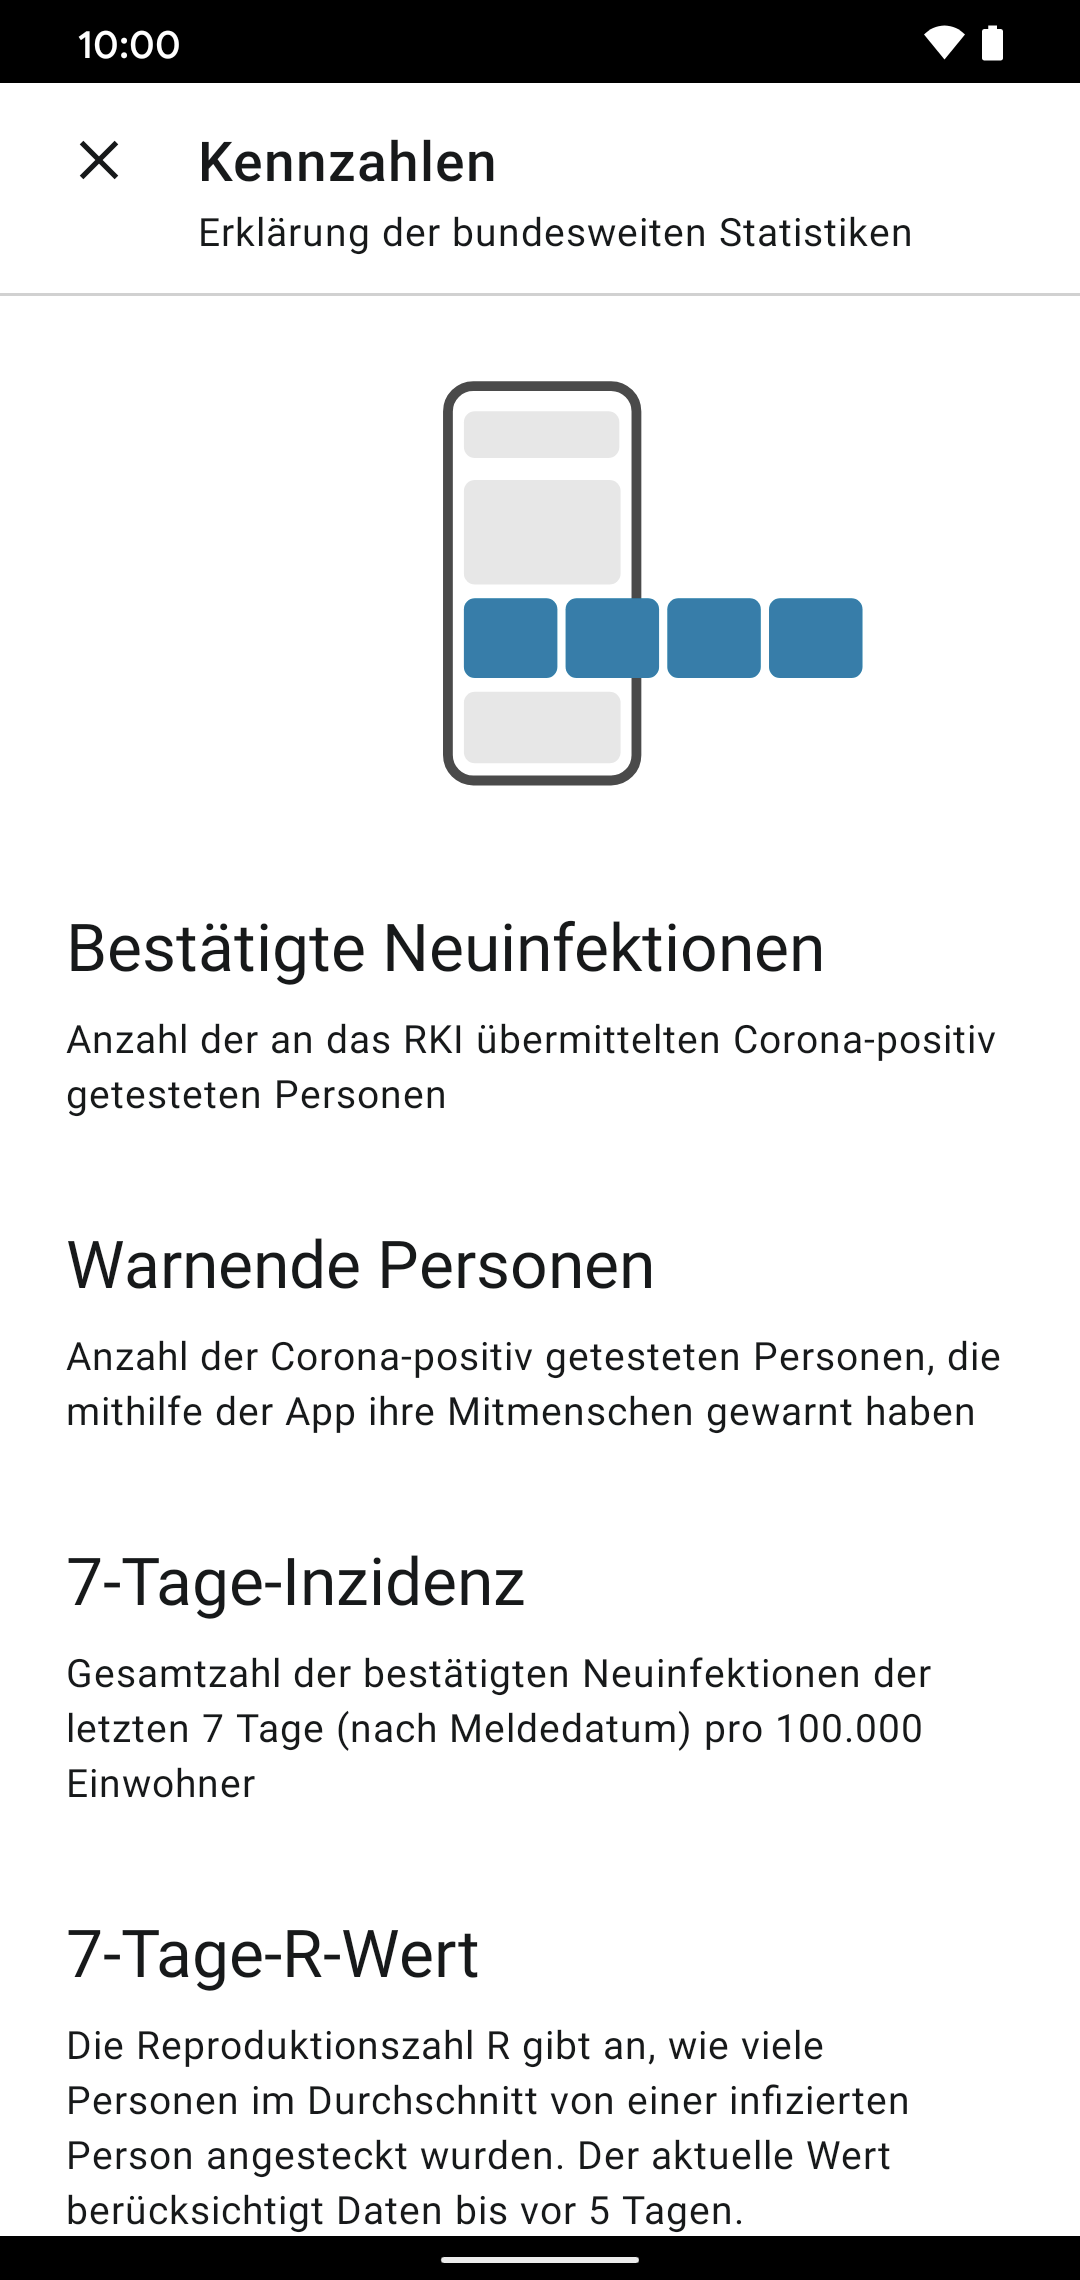 10:00
Kennzahlen
Erklärung der bundesweiten Statistiken
Bestätigte Neuinfektionen
Anzahl der an das RKI übermittelten Corona-positiv
getesteten Personen
Warnende Personen
Anzahl der Corona-positiv getesteten Personen, die
mithilfe der App ihre Mitmenschen gewarnt haben
7-Tage-Inzidenz
Gesamtzahl der bestätigten Neuinfektionen der
letzten 7 Tage (nach Meldedatum) pro 100.000
Einwohner
7-Tage-R-Wert
Die Reproduktionszahl R gibt an, wie viele
Personen im Durchschnitt von einer infizierten
Person angesteckt wurden. Der aktuelle Wert
berücksichtigt Daten bis vor 5 Tagen.